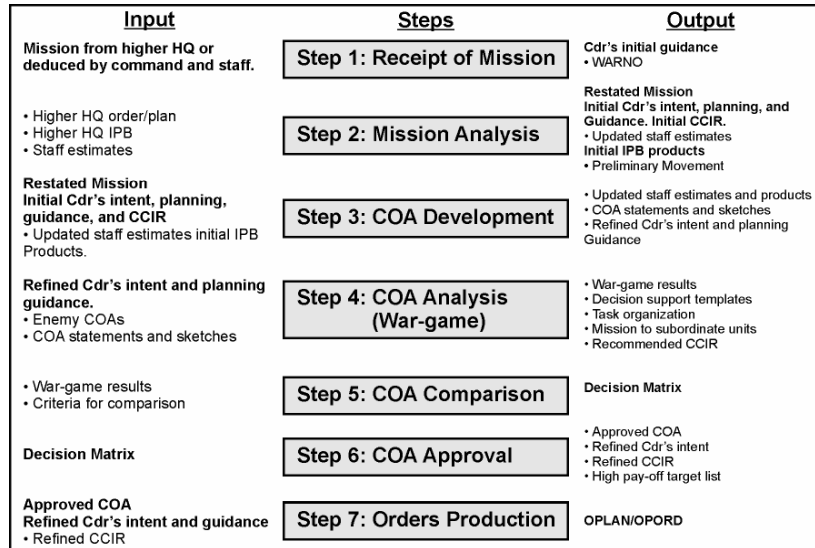 Input
Steps
Output
Mission from higher HQ or
deduced by command and staff.
Step 1: Receipt of Mission
Cdr's initial guidance
• WARNO
• Higher HQ order/plan
• Higher HQ IPB
• Staff estimates
Step 2: Mission Analysis
Restated Mission
Initial Cdr's intent, planning, and
Guidance. Initial CCIR.
• Updated staff estimates
Initial IPB products
• Preliminary Movement
Restated Mission
Initial Cdr's intent, planning,
guidance, and CCIR
• Updated staff estimates initial IPB
Products.
Step 3: COA Development
• Updated staff estimates and products
• COA statements and sketches
• Refined Cdr's intent and planning
Guidance
Refined Cdr's intent and planning
guidance.
• Enemy COAs
• COA statements and sketches
Step 4: COA Analysis
(War-game)
• War-game results
• Decision support templates
• Task organization
• Mission to subordinate units
• Recommended CCIR
• War-game results
• Criteria for comparison
Step 5: COA Comparison
Decision Matrix
Decision Matrix
Step 6: COA Approval
• Approved COA
• Refined Cdr's intent
• Refined CCIR
• High pay-off target list
Approved COA
Refined Cdr's intent and guidance
• Refined CCIR
Step 7: Orders Production
OPLAN/OPORD